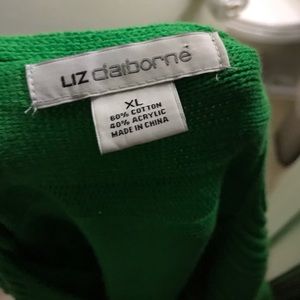 LIZ claiborne
XL
60% COTTON
40% ACRYLIC
MADE IN CHINA